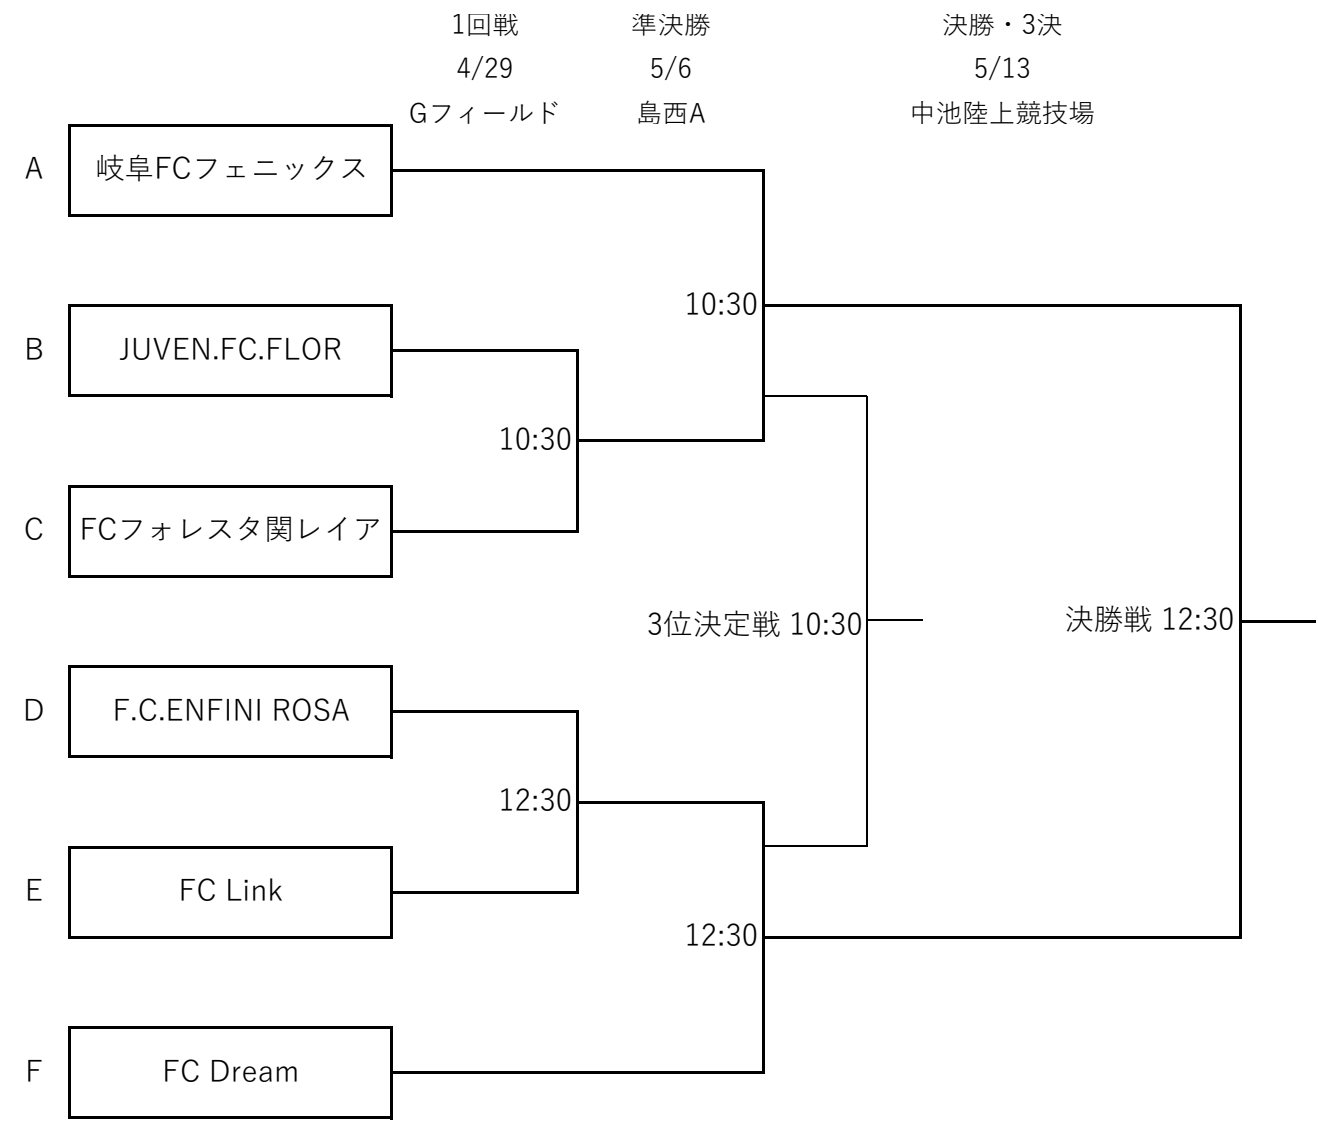 1回戦 準決勝 決勝・3決
4/29 5/6 5/13
Gフィールド 島西A 中池陸上競技場
A 岐阜FCフェニックス
10:30
B JUVEN.FC.FLOR
10:30
C FCフォレスタ関レイア
3位決定戦 10:30 決勝戦 12:30
D F.C.ENFINI ROSA
12:30
E FC Link
12:30
F FC Dream